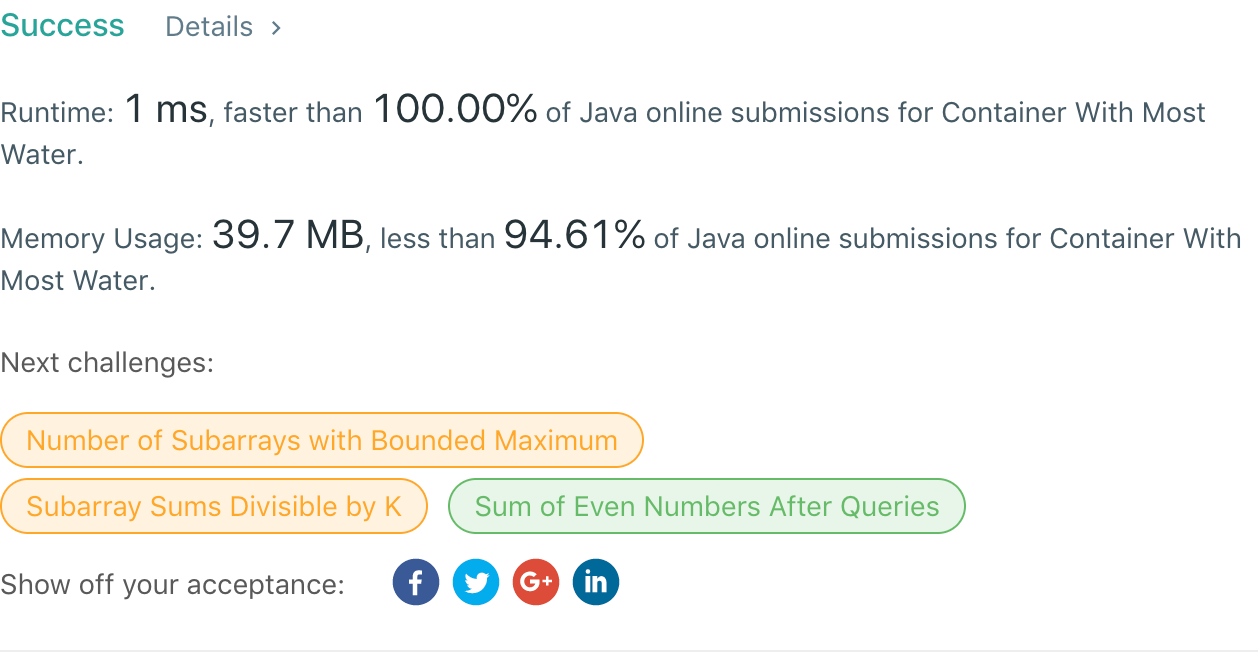 Success Details >
Runtime: 1 ms, faster than 100.00% of Java online submissions for Container With Most
Water.
Memory Usage: 39.7 MB, less than 94.61% of Java online submissions for Container With
Most Water.
Next challenges:
Number of Subarrays with Bounded Maximum
Subarray Sums Divisible by K Sum of Even Numbers After Queries
Show off your acceptance: f G+ in